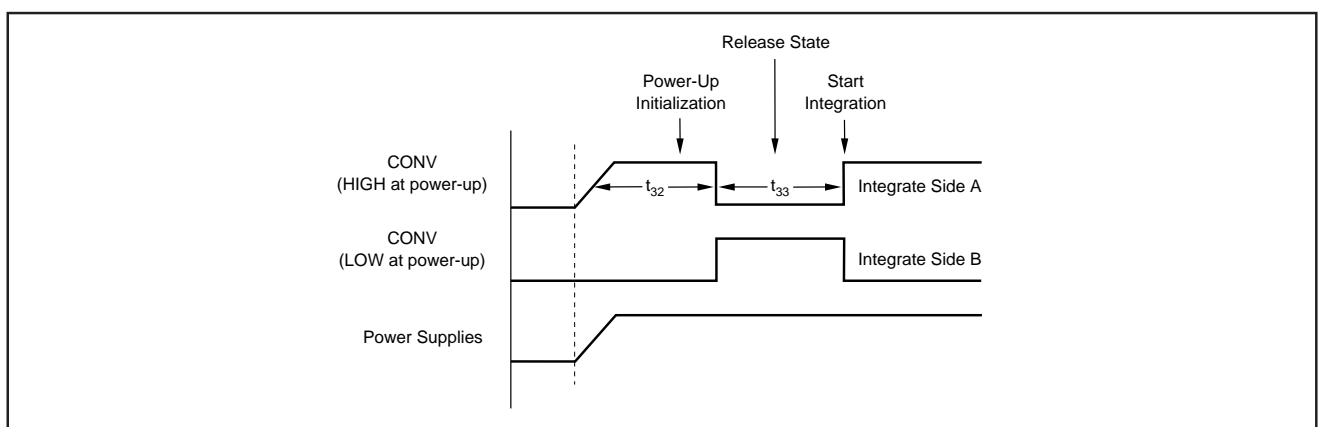 Release State
Power-Up
Initialization
Start
Integration
CONV
(HIGH at power-up)
t32
t33
Integrate Side A
CONV
(LOW at power-up)
Integrate Side B
Power Supplies